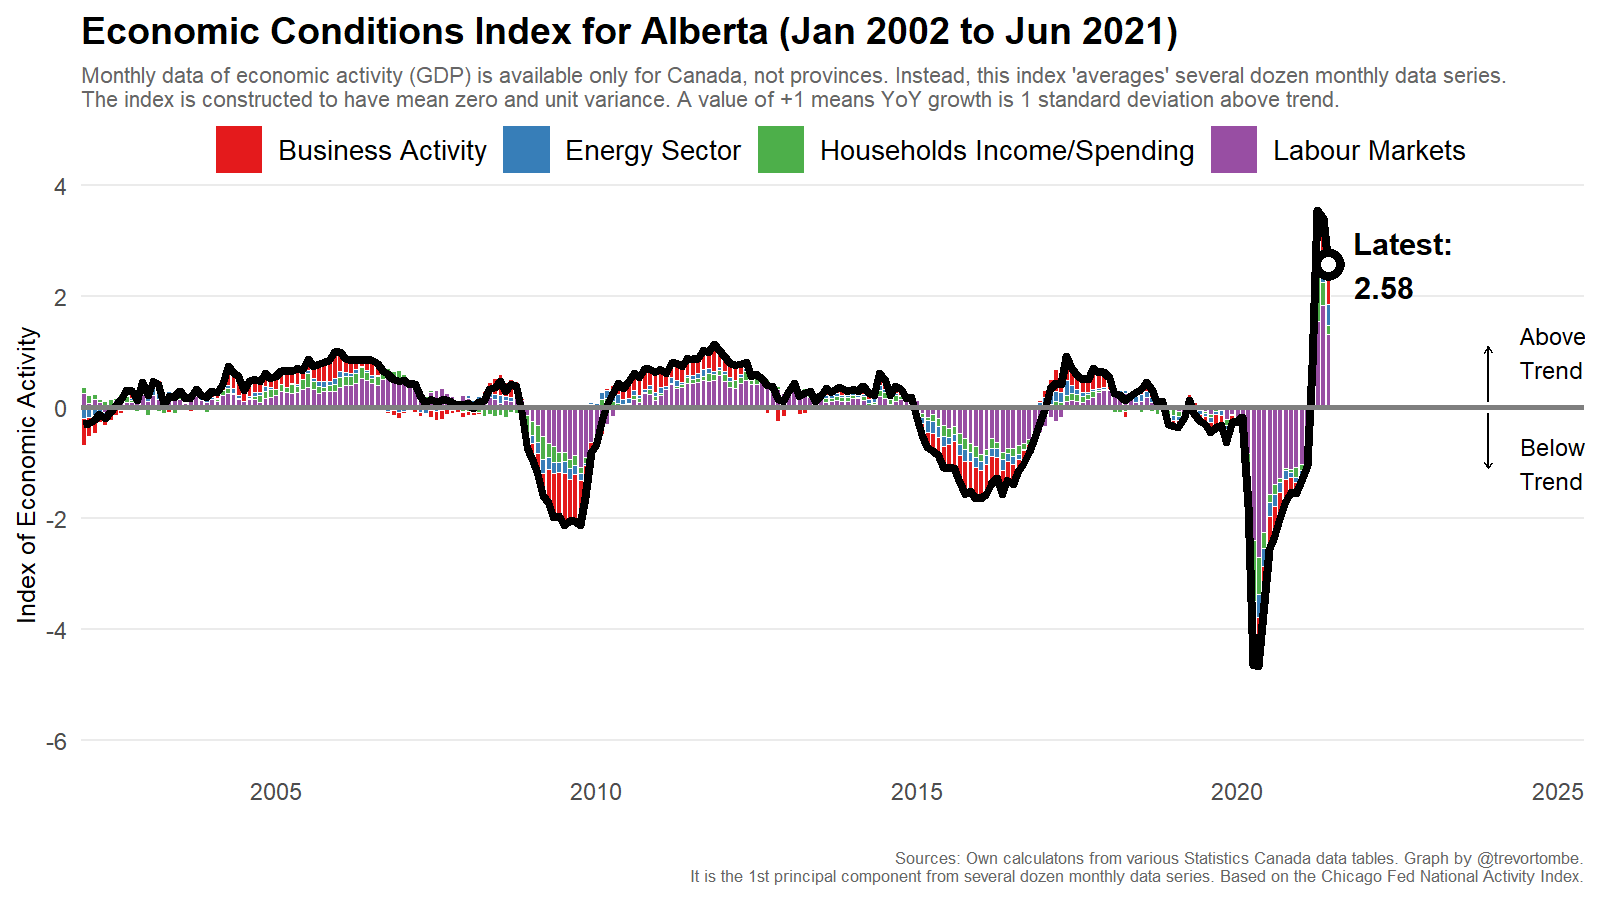 Economic Conditions Index for Alberta (Jan 2002 to Jun 2021)
Monthly data of economic activity (GDP) is available only for Canada, not provinces. Instead, this index 'averages' several dozen monthly data series.
The index is constructed to have mean zero and unit variance. A value of +1 means YoY growth is 1 standard deviation above trend.
Business Activity
Energy Sector
Households Income/Spending
Labour Markets
Index of Economic Activity
4
2
0
-2
-4
-6
Latest:
2.58
Above
Trend
Below
Trend
2005
2010
2015
2020
2025
Sources: Own calculatons from various Statistics Canada data tables. Graph by @trevortombe.
It is the 1st principal component from several dozen monthly data series. Based on the Chicago Fed National Activity Index.